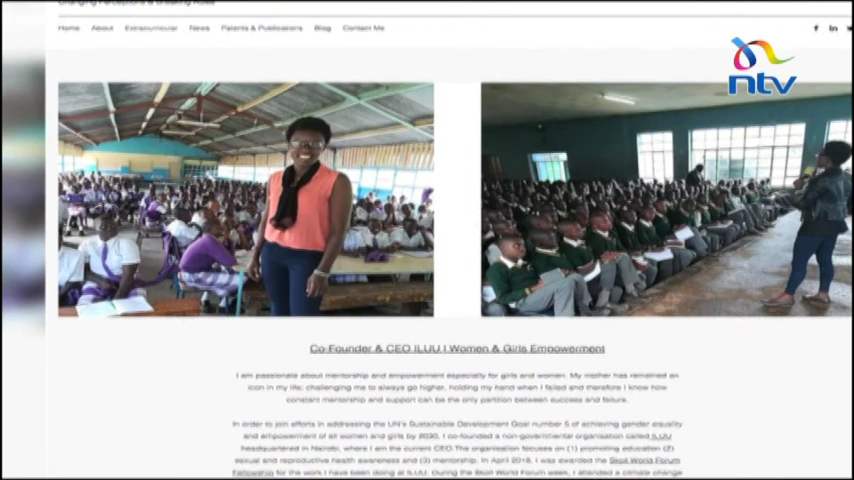 Changing Perceptions & Breaking Rules
Home About Extracurricular News Patents & Publications Blog Contact Me
ntv
Co-Founder & CEO ILUU | Women & Girls Empowerment
I am passionate about mentorship and empowerment especially for girls and women. My mother has remained an
icon in my life; challenging me to always go higher, holding my hand when I failed and therefore I know how
constant mentorship and support can be the only partition between success and failure.
In order to join efforts in addressing the UN's Sustainable Development Goal number 5 of achieving gender equality
and empowerment of all women and girls by 2030, I co-founded a non-governmental organisation called ILUU
headquartered in Nairobi, where I am the current CEO.The organisation focuses on (1) promoting education (2)
sexual and reproductive health awareness and (3) mentorship. In April 2018, I was awarded the Skoll World Forum
Fellowship for the work I have been doing at ILUU. During the Skoll World Forum week, I attended a climate change